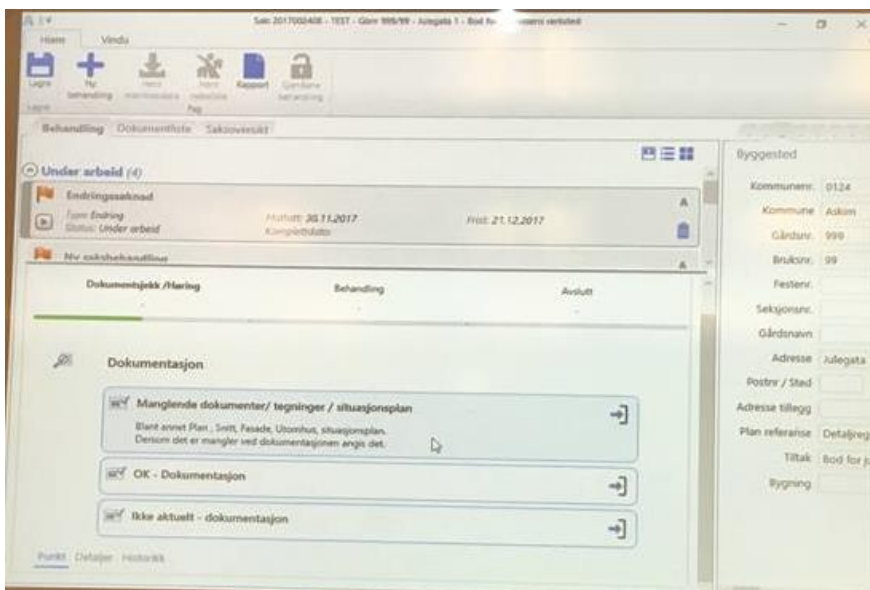 Sak: 2017002408 - TEST - Gbnr 999/99 - Julegata 1 - Bod for
Hjem Vindu
Lagre
Ny behandling
Hent
Rapport
Lagre
Fag
Behandling Dokumentliste Saksoversikt
Under arbeid (4)
Endringssøknad
A
Type: Endring
Mottatt: 30.11.2017
Frist: 21.12.2017
Status: Under arbeid
Komplettdato:
Ny saksbehandling
A
Dokumentsjekk /Høring Behandling Avslutt
Dokumentasjon
Manglende dokumenter/ tegninger / situasjonsplan
Blant annet Plan , Snitt, Fasade, Utomhus, situasjonsplan.
Dersom det er mangler ved dokumentasjonen angis det.
OK - Dokumentasjon
Ikke aktuelt - dokumentasjon
Punkt Detaljer Historikk
Byggested
Kommunenr. 0124
Kommune Askim
Gårdsnr. 999
Bruksnr. 99
Festenr.
Seksjonsnr.
Gårdsnavn
Adresse Julegata
Postnr / Sted
Adresse tillegg
Plan referanse Detaljreg
Tiltak Bod for
Bygning